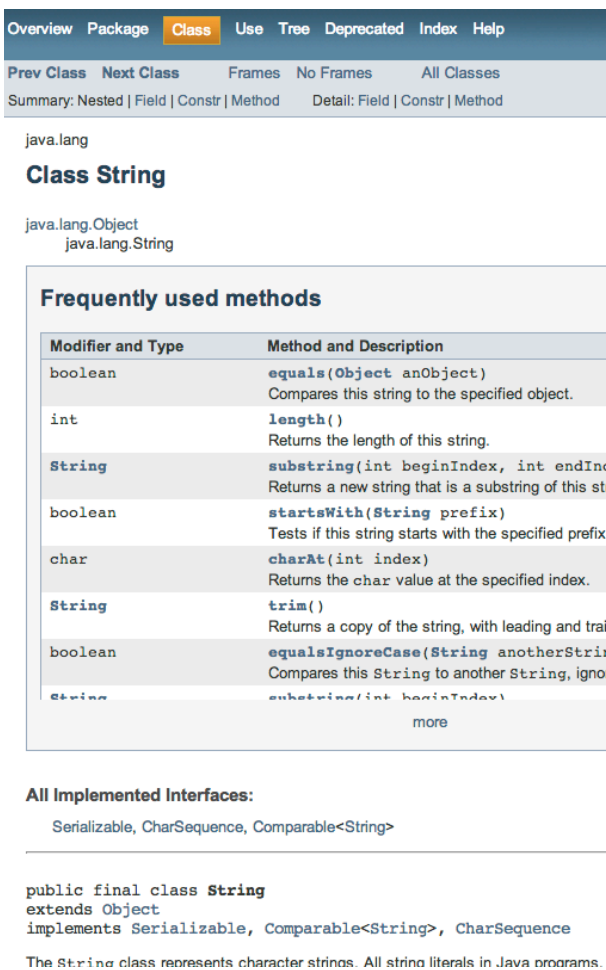 Overview Package Class Use Tree Deprecated Index Help
Prev Class Next Class Frames No Frames All Classes
Summary: Nested | Field | Constr | Method Detail: Field | Constr | Method
java.lang
Class String
java.lang.Object
java.lang.String
Frequently used methods
Modifier and Type Method and Description
boolean equals(Object anObject)
Compares this string to the specified object.
int length()
Returns the length of this string.
String substring(int beginIndex, int endInd
Returns a new string that is a substring of this st
boolean startsWith(String prefix)
Tests if this string starts with the specified prefix
char charAt(int index)
Returns the char value at the specified index.
String trim()
Returns a copy of the string, with leading and trai
boolean equalsIgnoreCase(String anotherStrin
Compares this String to another String, igno
String substring(int beginIndex)
more
All Implemented Interfaces:
Serializable, CharSequence, Comparable<String>
public final class String
extends Object
implements Serializable, Comparable<String>, CharSequence
The String class represents character strings. All string literals in Java programs,